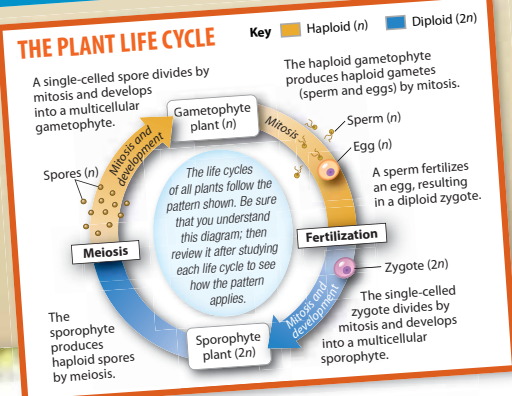 THE PLANT LIFE CYCLE
Key
Haploid (n)
Diploid (2n)
A single-celled spore divides by
mitosis and develops
into a multicellular
gametophyte.
The haploid gametophyte
produces haploid gametes
(sperm and eggs) by mitosis.
Gametophyte
plant (n)
Mitosis
Sperm (n)
Egg (n)
Mitosis and
development
Spores (n)
A sperm fertilizes
an egg, resulting
in a diploid zygote.
The life cycles
of all plants follow the
pattern shown. Be sure
that you understand
this diagram; then
review it after studying
each life cycle to see
how the pattern
applies.
Meiosis
Fertilization
Zygote (2n)
Mitosis and
development
The single-celled
zygote divides by
mitosis and develops
into a multicellular
sporophyte.
The
sporophyte
produces
haploid spores
by meiosis.
Sporophyte
plant (2n)